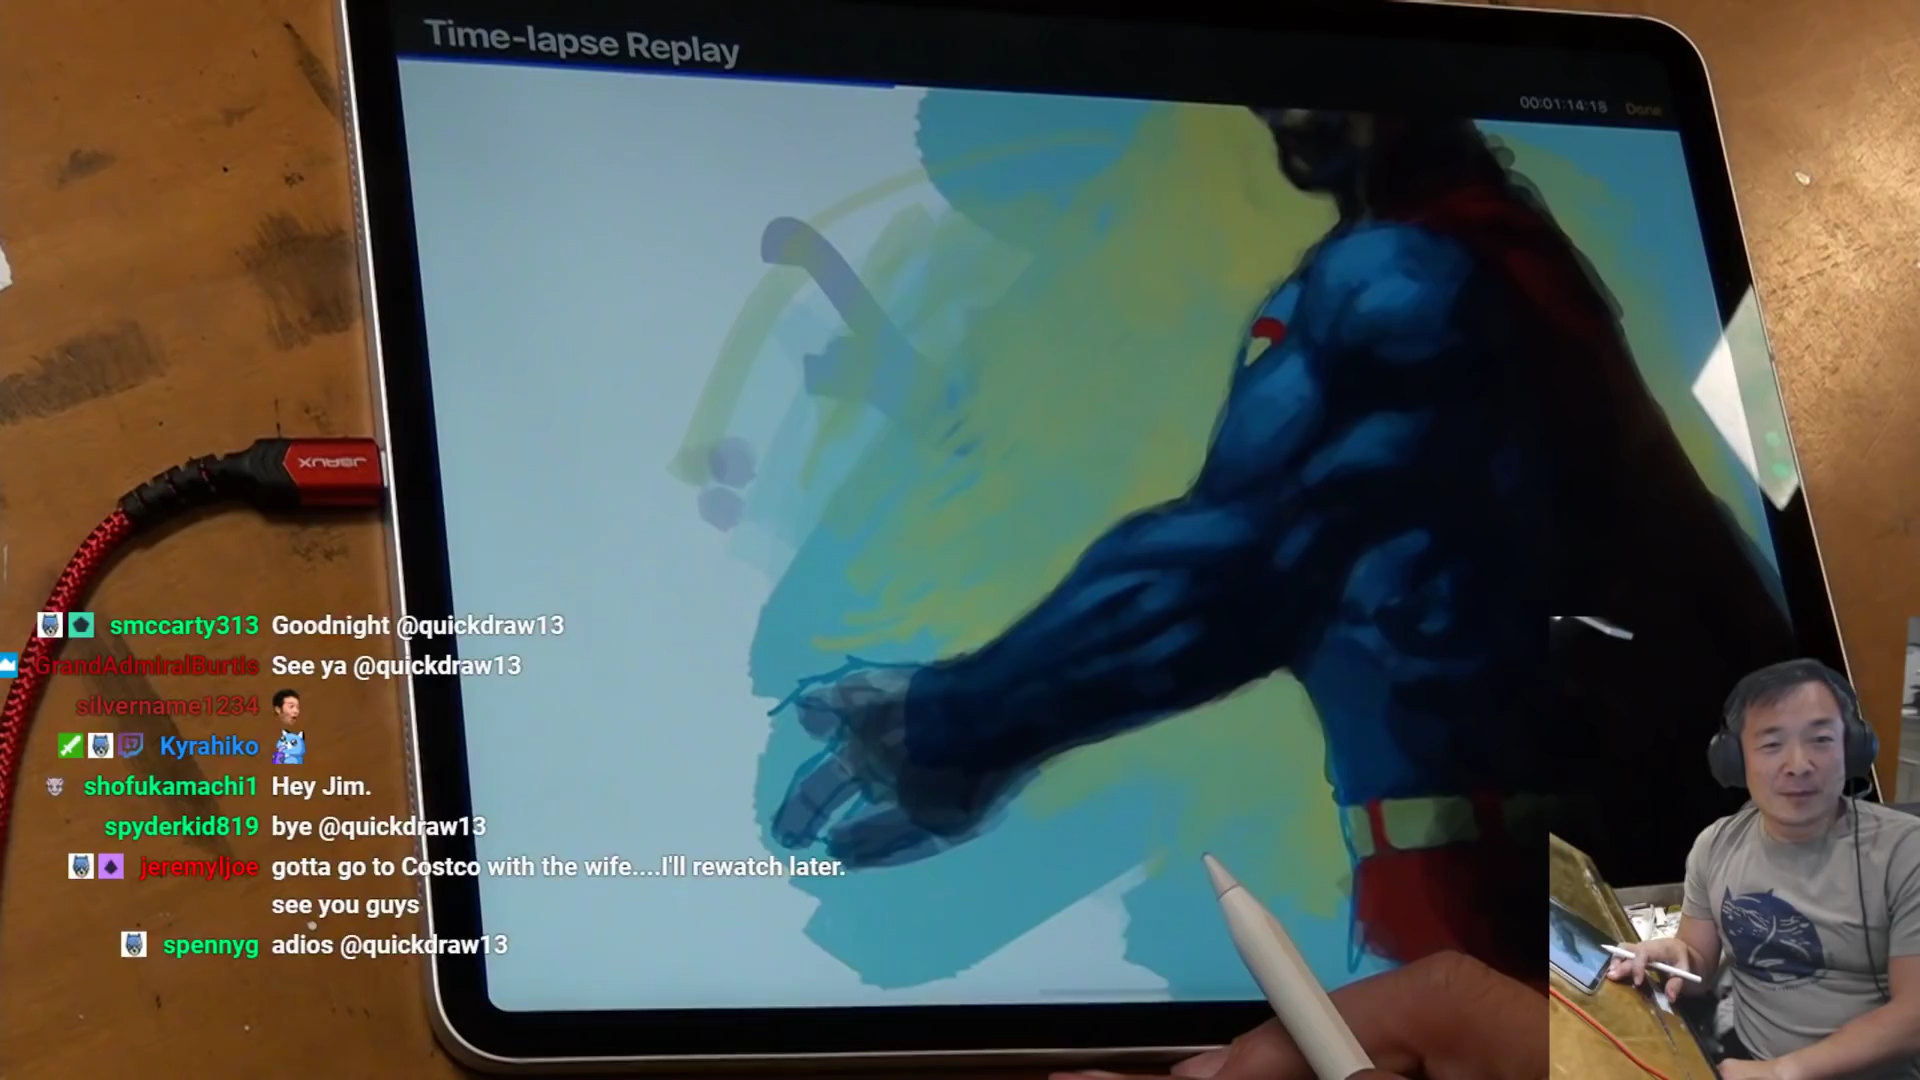 Time-lapse Replay
00:01:14:18 Done
JSAUX
smccarty313 Goodnight @quickdraw13
GrandAdmiralBurtis See ya @quickdraw13
silvername1234
Kyrahiko
shofukamachi1 Hey Jim.
spyderkid819 bye @quickdraw13
jeremyljoe gotta go to Costco with the wife....I'll rewatch later.
see you guys
spennyg adios @quickdraw13